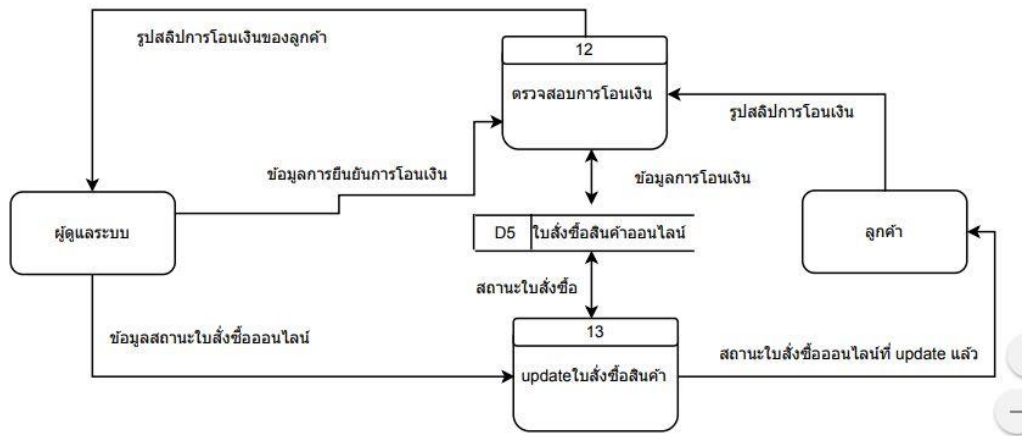 รูปสลิปการโอนเงินของลูกค้า
12
ตรวจสอบการโอนเงิน
รูปสลิปการโอนเงิน
ข้อมูลการยืนยันการโอนเงิน
ข้อมูลการโอนเงิน
ผู้ดูแลระบบ
D5 ใบสั่งซื้อสินค้าออนไลน์
ลูกค้า
สถานะใบสั่งซื้อ
13
ข้อมูลสถานะใบสั่งซื้อออนไลน์
สถานะใบสั่งซื้อออนไลน์ที่ update แล้ว
updateใบสั่งซื้อสินค้า